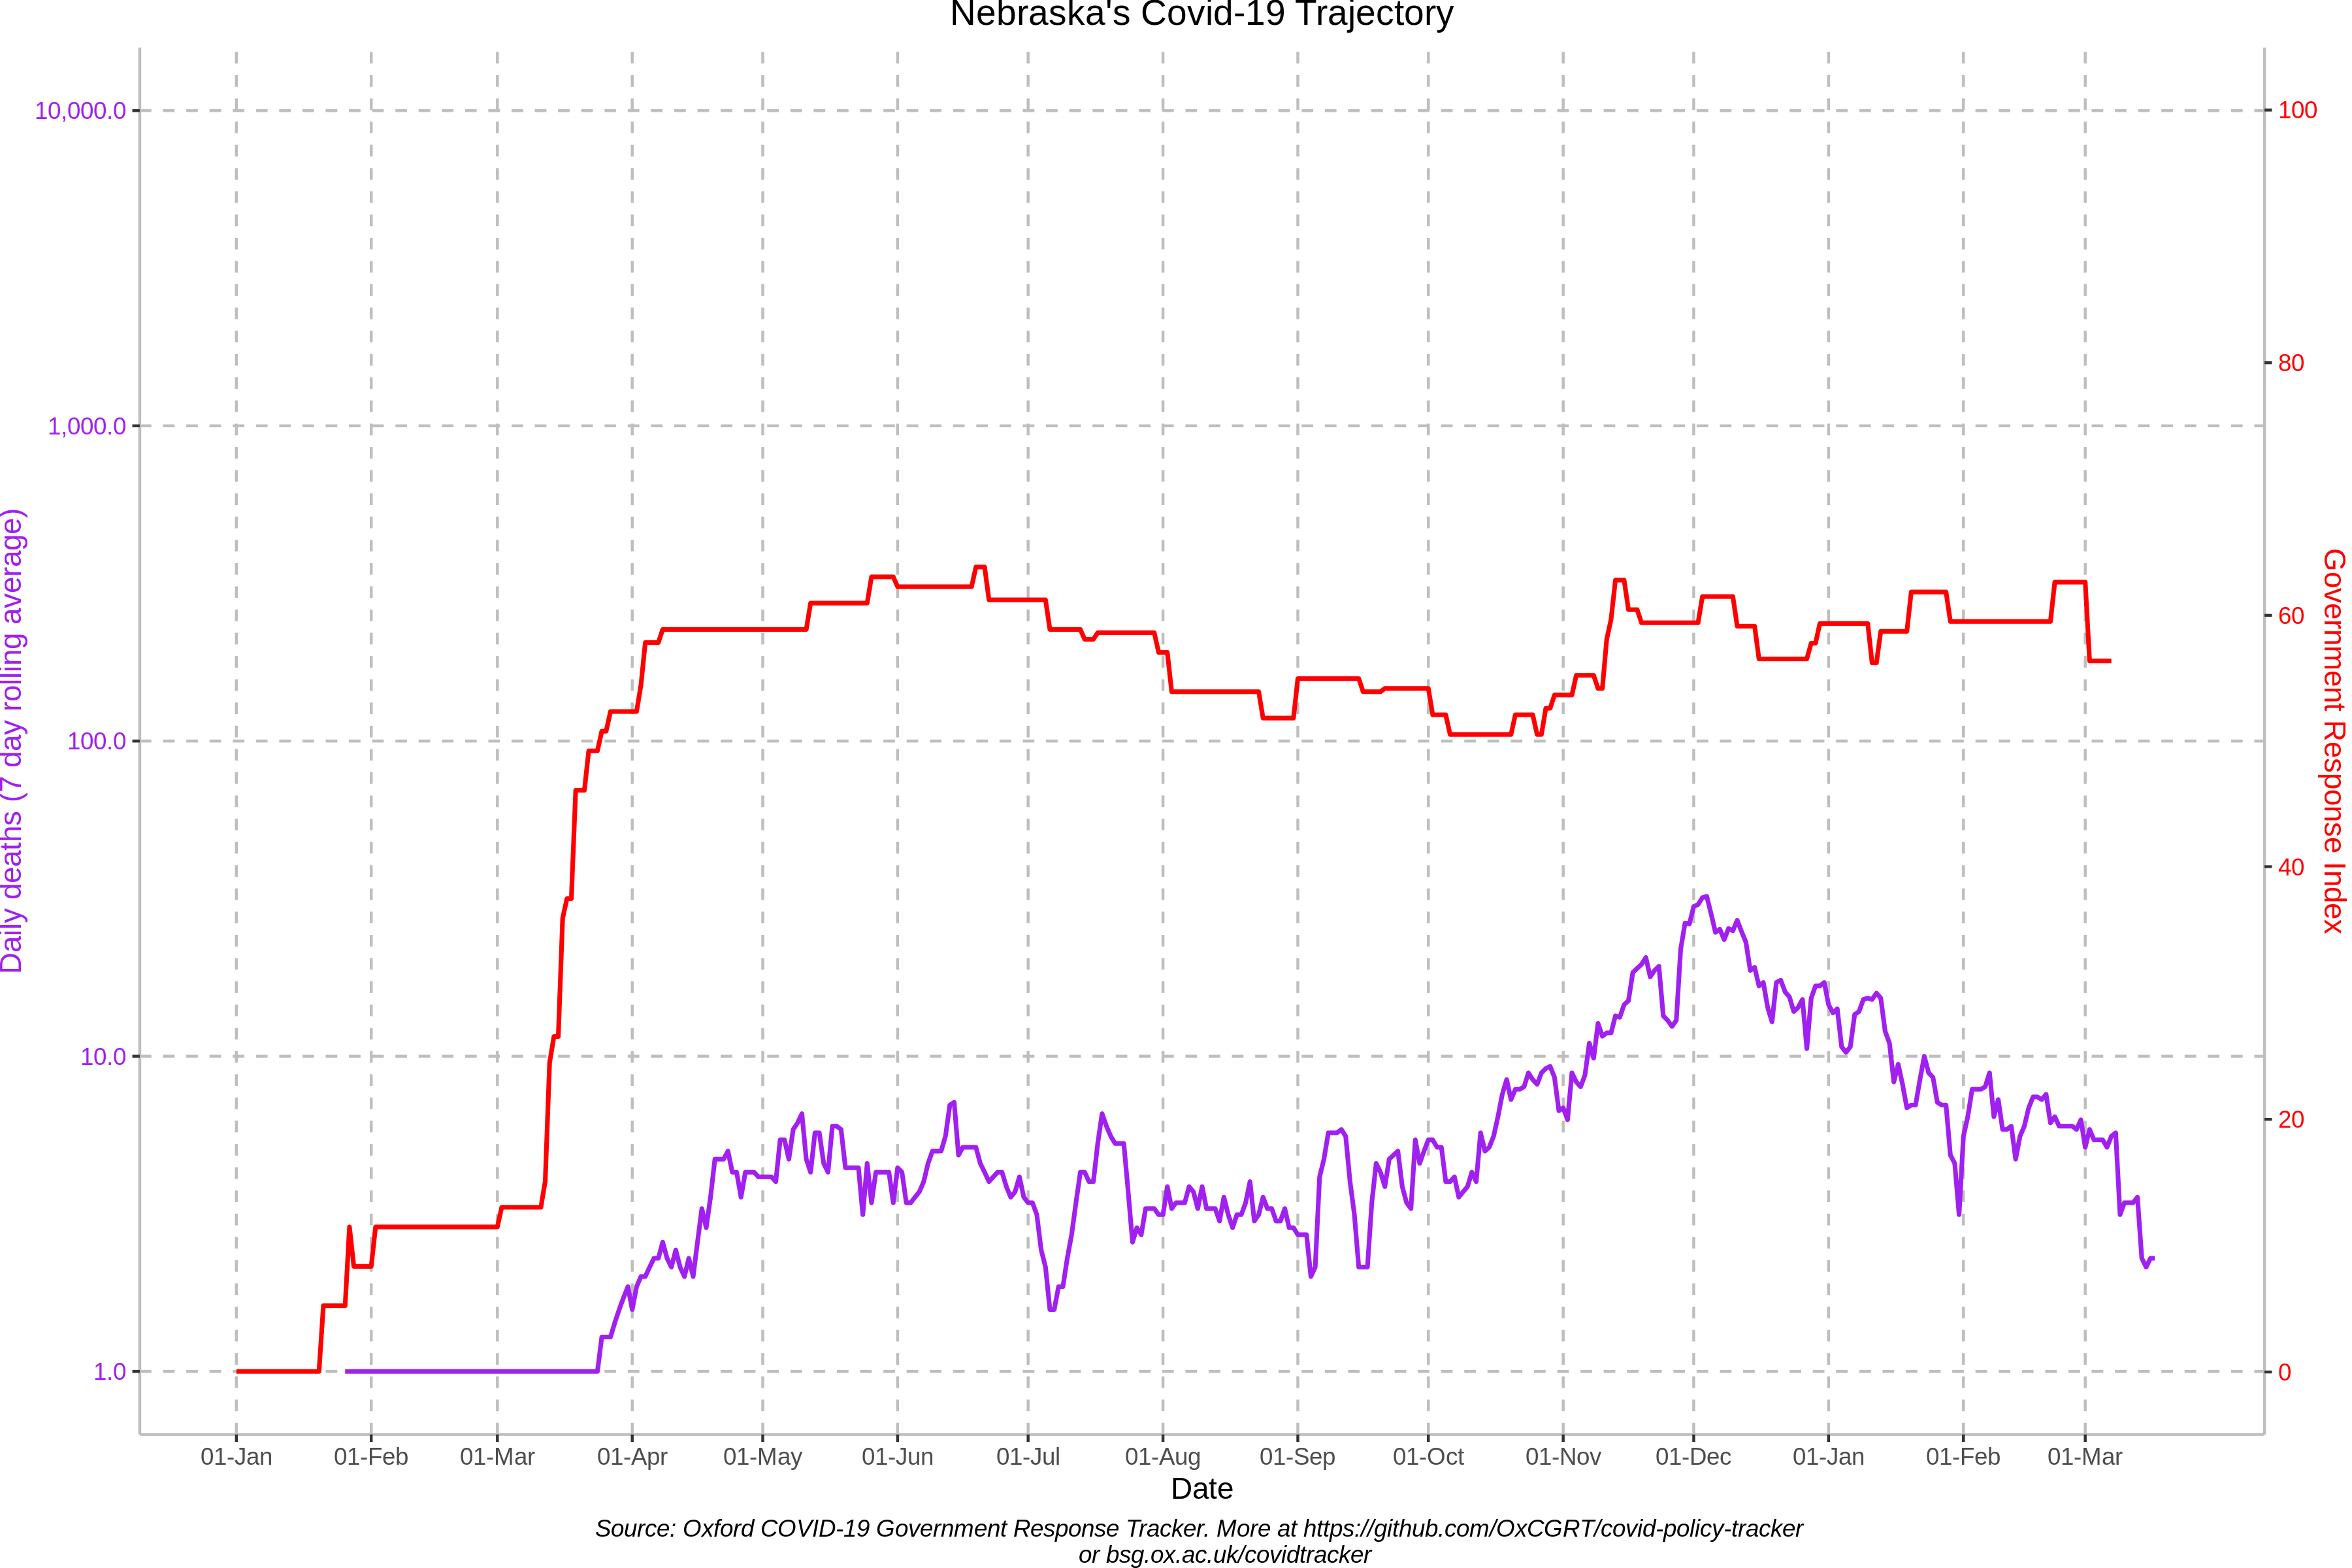 Nebraska's Covid-19 Trajectory
Daily deaths (7 day rolling average)
10,000.0
1,000.0
100.0
10.0
1.0
100
80
60
40
20
0
Government Response Index
01-Jan 01-Feb 01-Mar 01-Apr 01-May 01-Jun 01-Jul 01-Aug 01-Sep 01-Oct 01-Nov 01-Dec 01-Jan 01-Feb 01-Mar
Date
Source: Oxford COVID-19 Government Response Tracker. More at https://github.com/OxCGRT/covid-policy-tracker
or bsg.ox.ac.uk/covidtracker